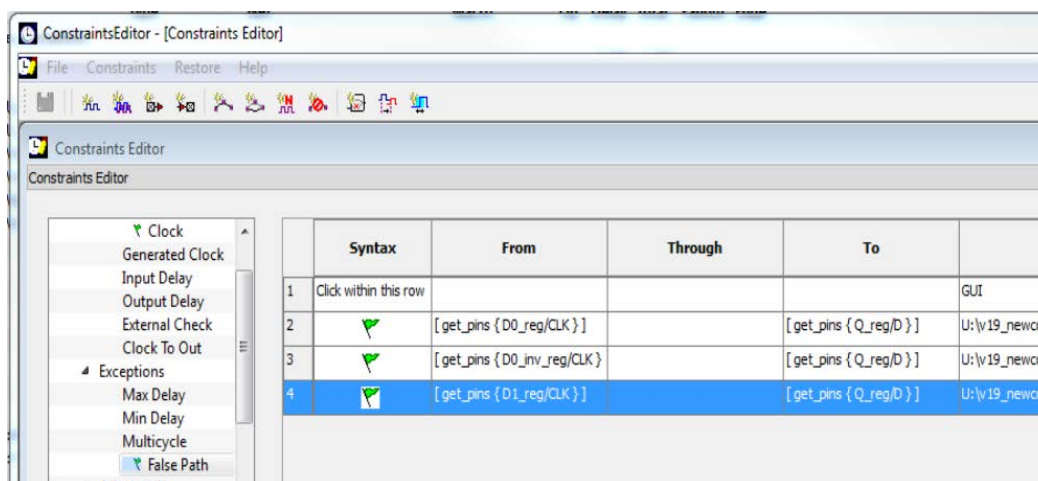 ConstraintsEditor - [Constraints Editor]
File Constraints Restore Help
Constraints Editor
Constraints Editor
Clock
Generated Clock
Input Delay
Output Delay
External Check
Clock To Out
Exceptions
Max Delay
Min Delay
Multicycle
False Path
Syntax From Through To
1 Click within this row GUI
2 [ get_pins { D0_reg/CLK } ] [ get_pins { Q_reg/D } ] U:\v19_newc
3 [ get_pins { D0_inv_reg/CLK } [ get_pins { Q_reg/D } ] U:\v19_newc
4 [ get_pins { D1_reg/CLK } ] [ get_pins { Q_reg/D } ] U:\v19_newc